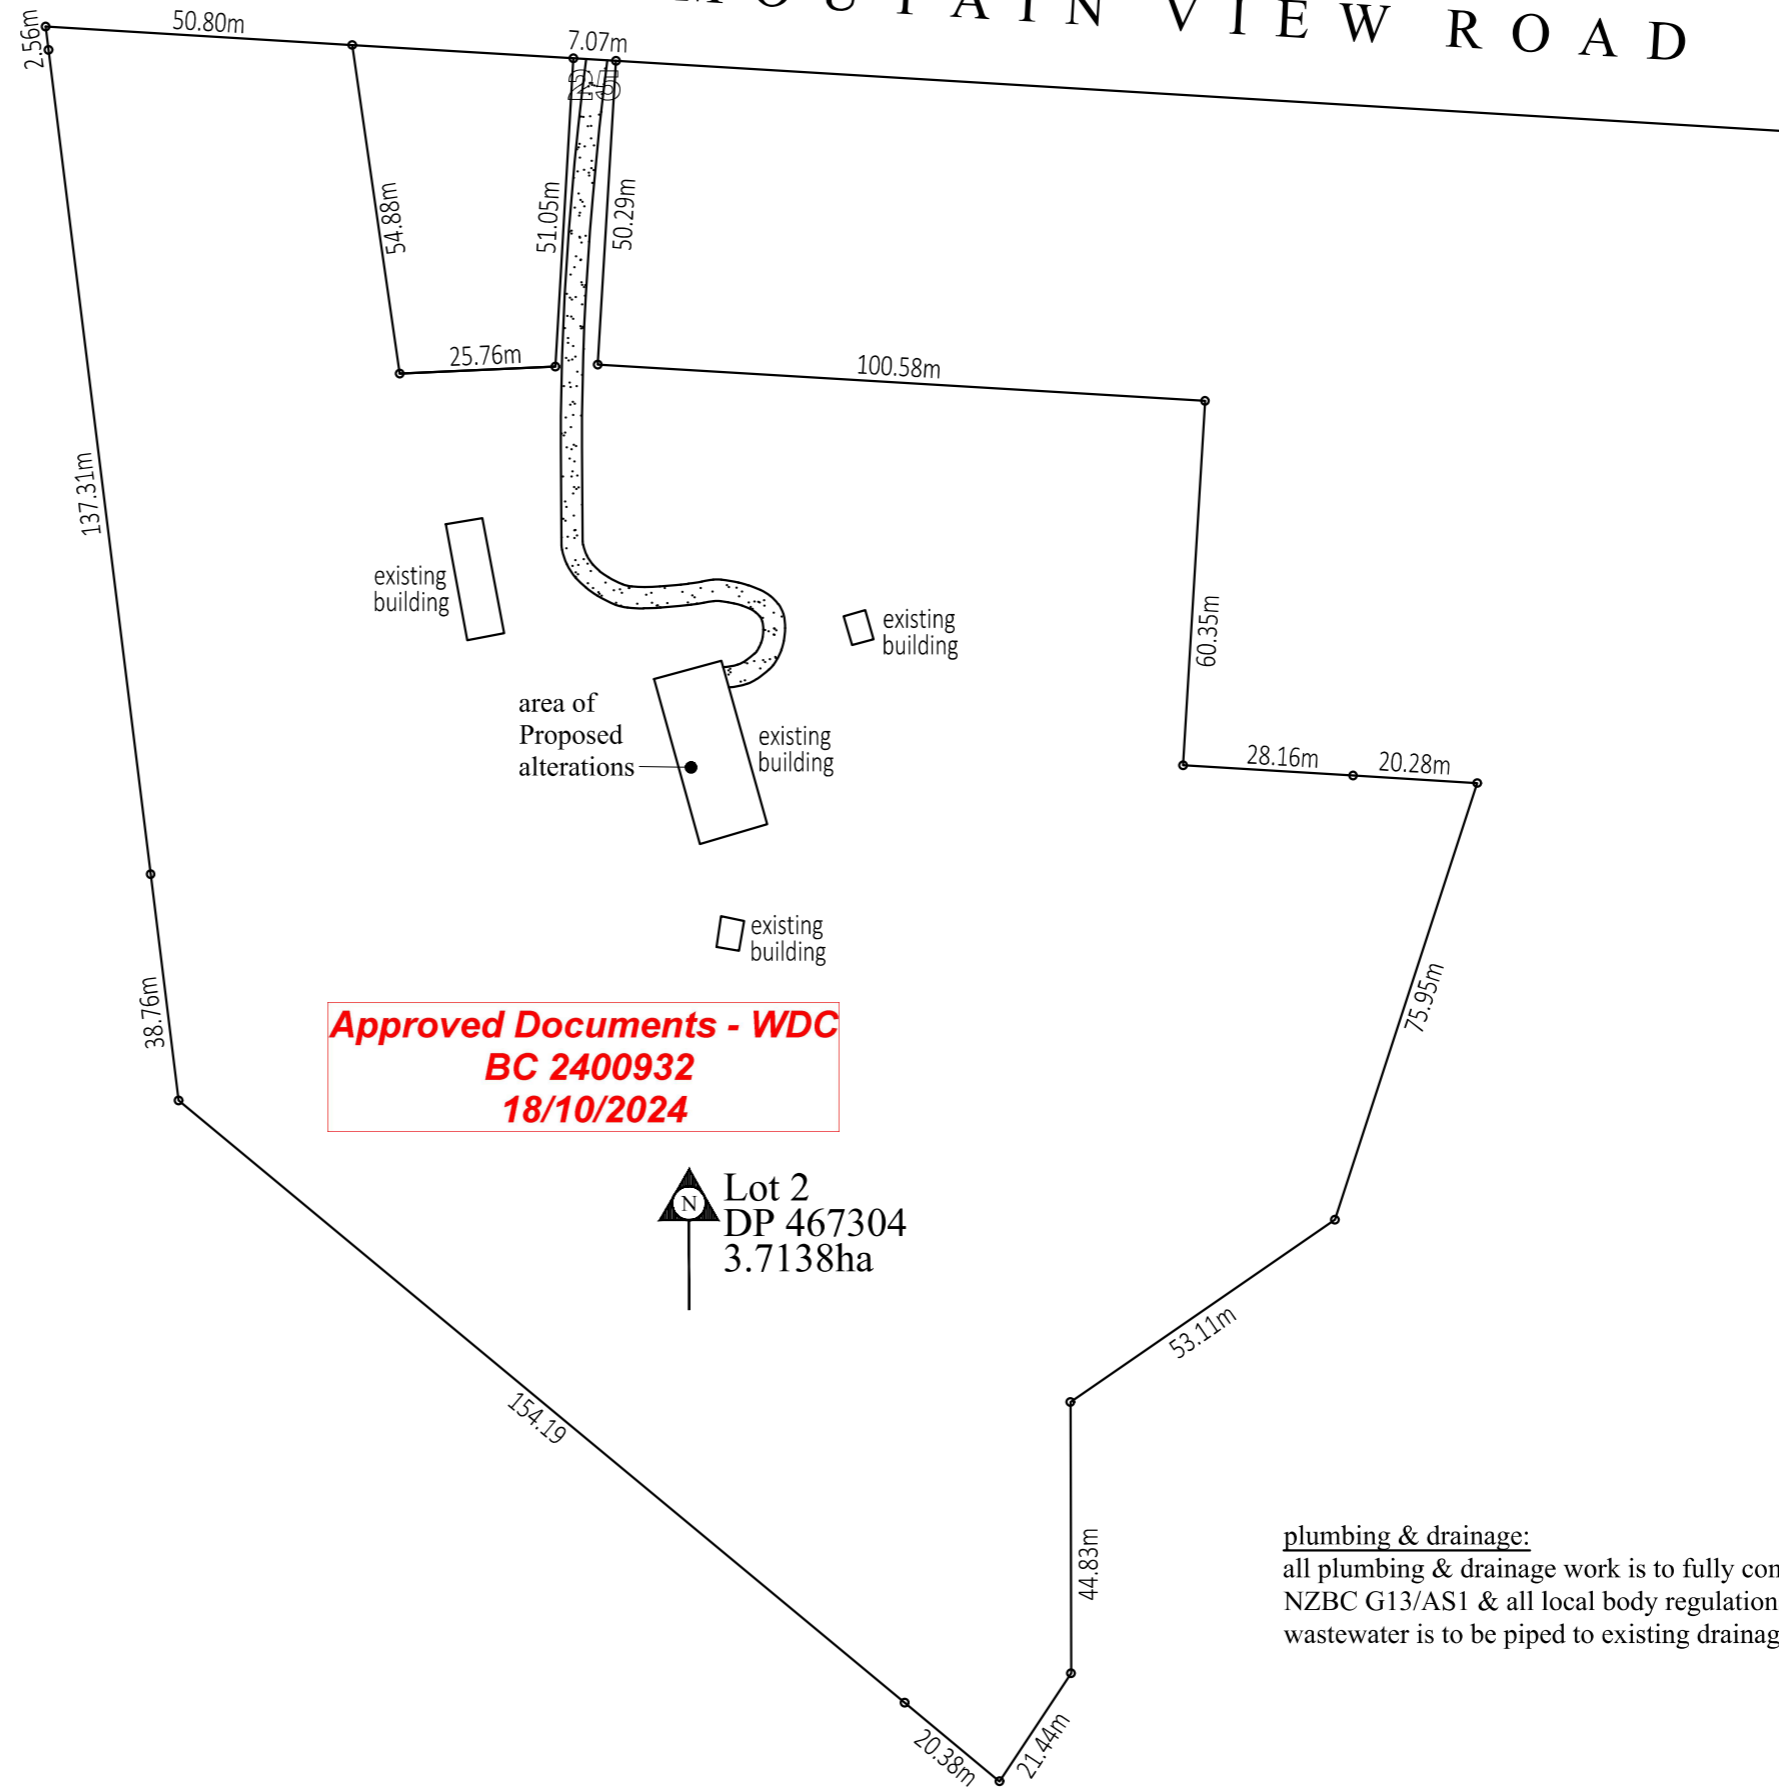 MOUTAIN VIEW ROAD
2.56m
50.80m
7.07m
25
54.88m
51.05m
50.29m
25.76m
100.58m
137.31m
existing
building
existing
building
60.35m
area of
Proposed
alterations
existing
building
28.16m
20.28m
existing
building
38.76m
75.95m
Approved Documents - WDC
BC 2400932
18/10/2024
N
Lot 2
DP 467304
3.7138ha
53.11m
154.19
44.83m
plumbing & drainage:
all plumbing & drainage work is to fully con
NZBC G13/AS1 & all local body regulation
wastewater is to be piped to existing drainag
20.38m
21.44m